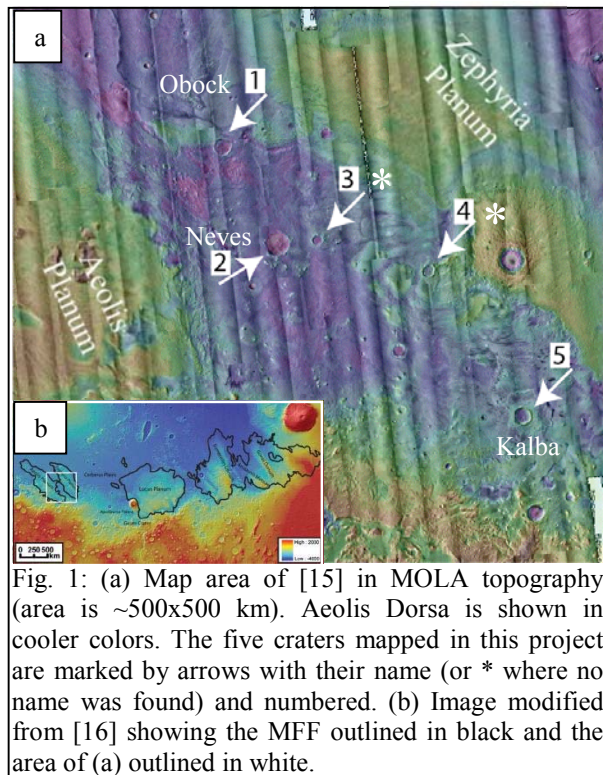 a
Obock
1
Zephyria
Planum
3
*
4
*
Neves
2
Aeolis
Planum
5
Kalba
b
Lucus Planum
0 250 500
km
High : 2000
Low : -4000
Fig. 1: (a) Map area of [15] in MOLA topography
(area is ~500x500 km). Aeolis Dorsa is shown in
cooler colors. The five craters mapped in this project
are marked by arrows with their name (or * where no
name was found) and numbered. (b) Image modified
from [16] showing the MFF outlined in black and the
area of (a) outlined in white.